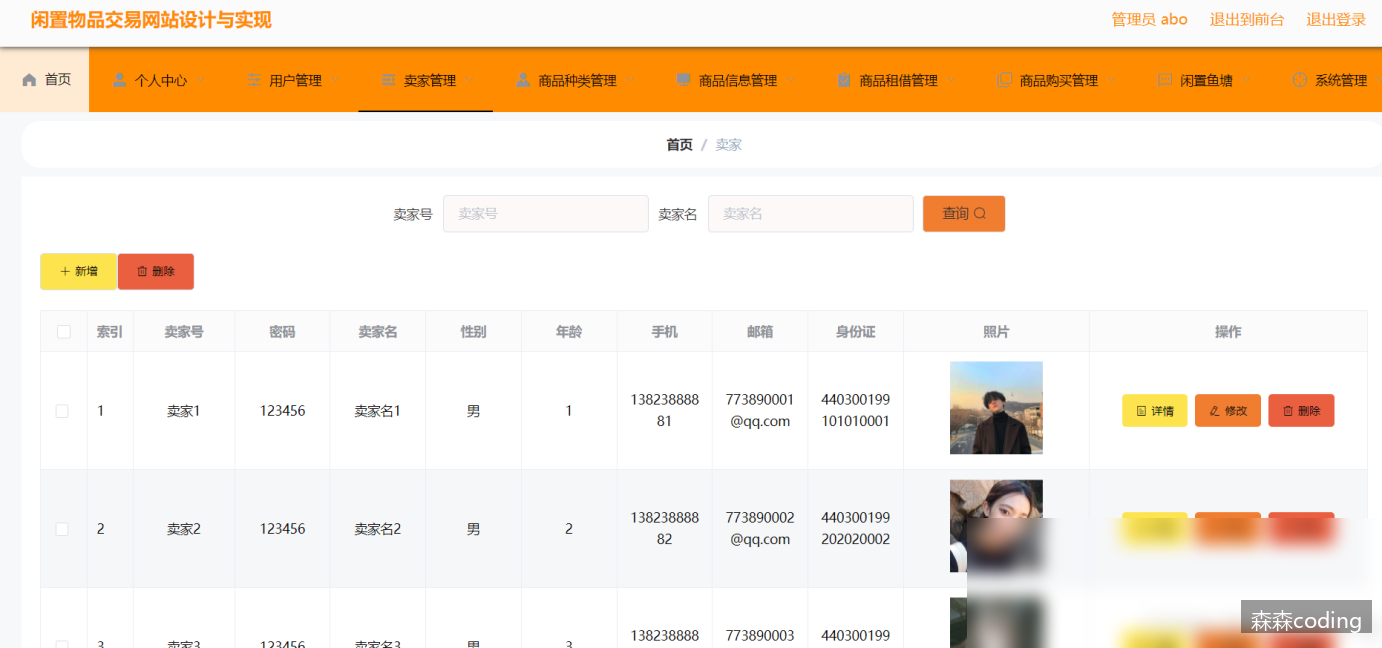 闲置物品交易网站设计与实现
管理员 abo 退出到前台 退出登录
首页 个人中心 用户管理 卖家管理 商品种类管理 商品信息管理 商品租借管理 商品购买管理 闲置鱼塘 系统管理
首页 / 卖家
卖家号 卖家号 卖家名 卖家名 查询
新增 删除
索引 卖家号 密码 卖家名 性别 年龄 手机 邮箱 身份证 照片 操作
1 卖家1 123456 卖家名1 男 1 138238888 773890001 440300199 详情 修改 删除
81 @qq.com 101010001
2 卖家2 123456 卖家名2 男 2 138238888 773890002 440300199
82 @qq.com 202020002
3 卖家3 123456 卖家名3 男 3 138238888 773890003 440300199
森森coding